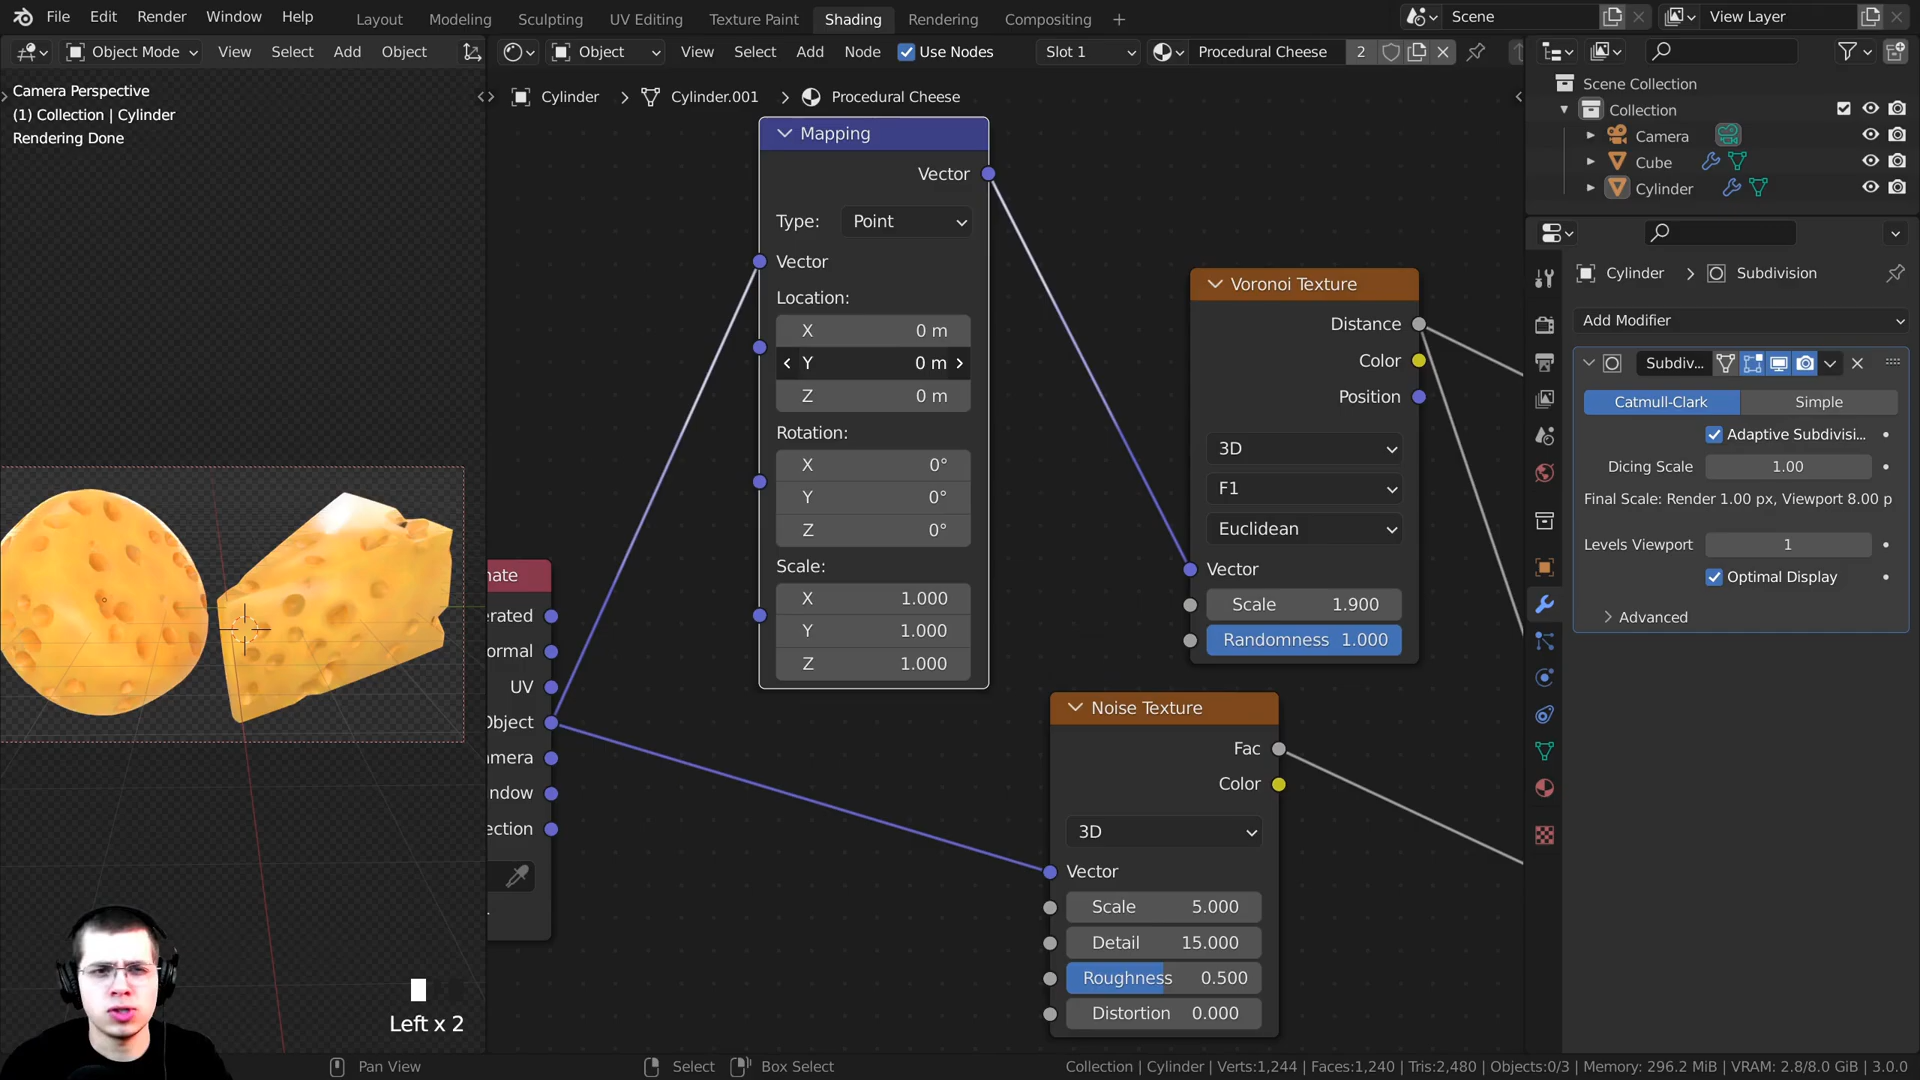 File Edit Render Window Help Layout Modeling Sculpting UV Editing Texture Paint Shading Rendering Compositing + Scene View Layer
Object Mode View Select Add Object
Object View Select Add Node Use Nodes Slot 1 Procedural Cheese 2
Camera Perspective
(1) Collection | Cylinder
Rendering Done
Cylinder > Cylinder.001 > Procedural Cheese
Mapping
Vector
Type: Point
Vector
Location:
X 0 m
Y 0 m
Z 0 m
Rotation:
X 0°
Y 0°
Z 0°
Scale:
X 1.000
Y 1.000
Z 1.000
nate
erated
ormal
UV
Object
mera
ndow
ection
Voronoi Texture
Distance
Color
Position
3D
F1
Euclidean
Vector
Scale 1.900
Randomness 1.000
Noise Texture
Fac
Color
3D
Vector
Scale 5.000
Detail 15.000
Roughness 0.500
Distortion 0.000
Scene Collection
Collection
Camera
Cube
Cylinder
Cylinder > Subdivision
Add Modifier
Subdiv...
Catmull-Clark Simple
Adaptive Subdivisi...
Dicing Scale 1.00
Final Scale: Render 1.00 px, Viewport 8.00 p
Levels Viewport 1
Optimal Display
Advanced
Left x 2
Pan View Select Box Select
Collection | Cylinder | Verts:1,244 | Faces:1,240 | Tris:2,480 | Objects:0/3 | Memory: 296.2 MiB | VRAM: 2.8/8.0 GiB | 3.0.0